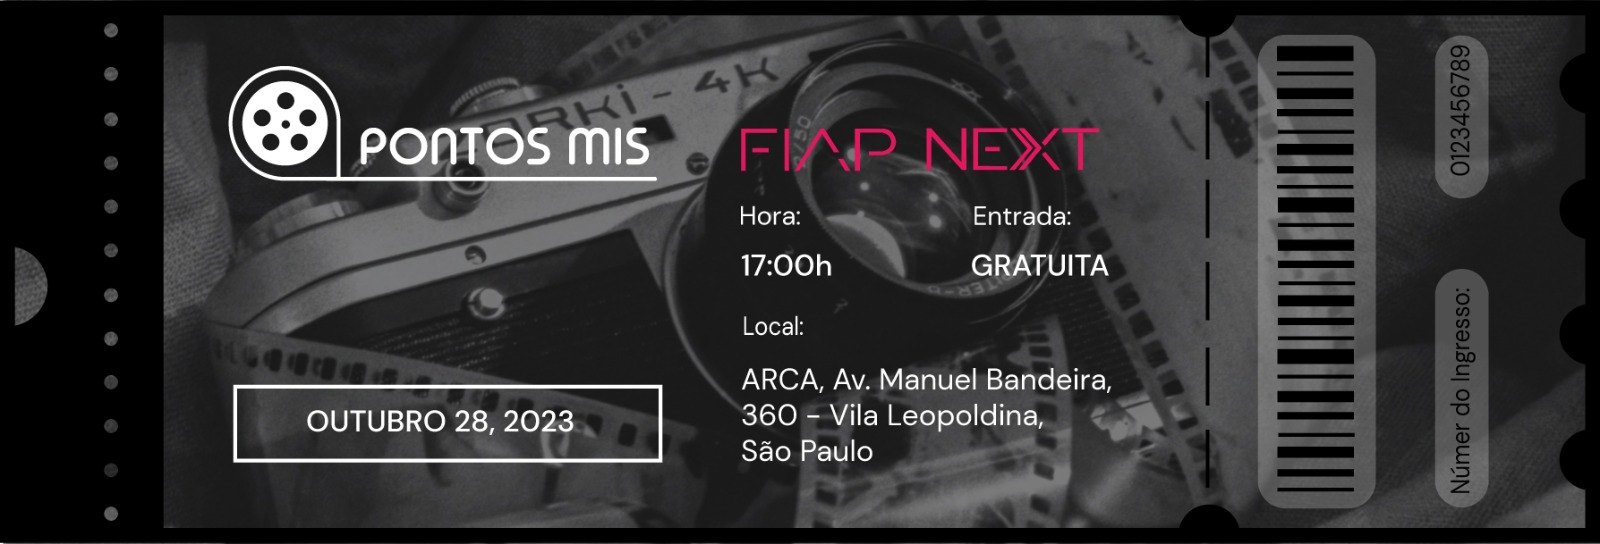 PONTOS MIS
OUTUBRO 28, 2023
FIAP NEXT
Hora:
17:00h
Entrada:
GRATUITA
Local:
ARCA, Av. Manuel Bandeira,
360 - Vila Leopoldina,
São Paulo
Númer do Ingresso:
0123456789